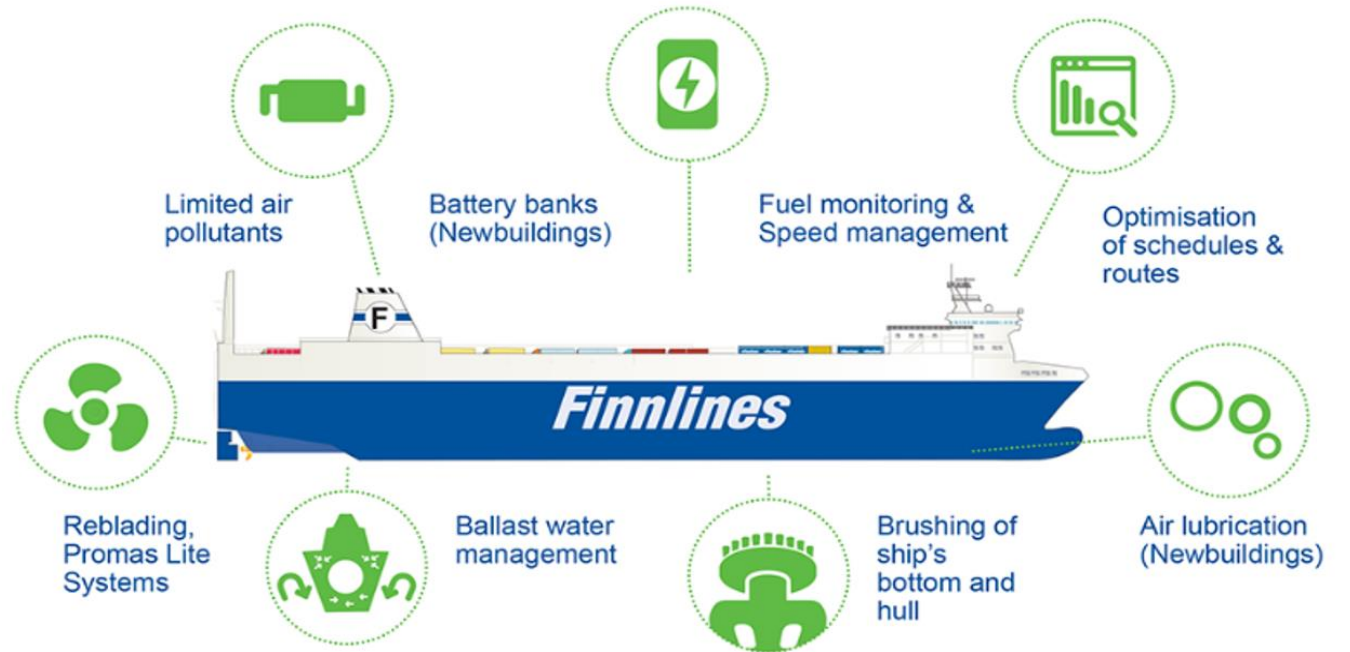 Limited air
pollutants
Battery banks
(Newbuildings)
Fuel monitoring &
Speed management
Optimisation
of schedules &
routes
F
Finnlines
Reblading,
Promas Lite
Systems
Ballast water
management
Brushing of
ship's
bottom and
hull
Air lubrication
(Newbuildings)